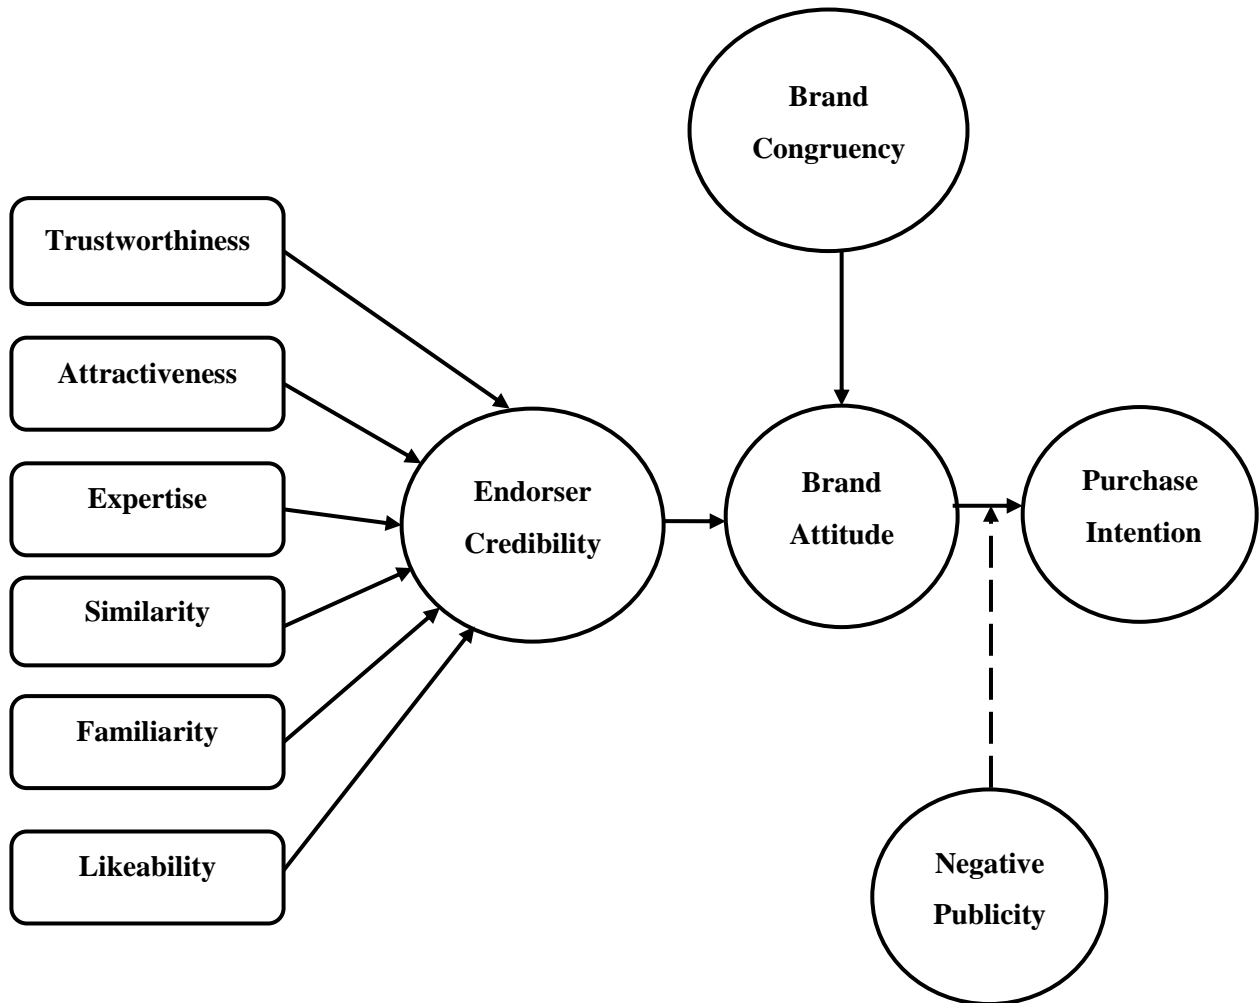 Brand
Congruency
Trustworthiness
Attractiveness
Expertise
Similarity
Familiarity
Likeability
Endorser
Credibility
Brand
Attitude
Purchase
Intention
Negative
Publicity